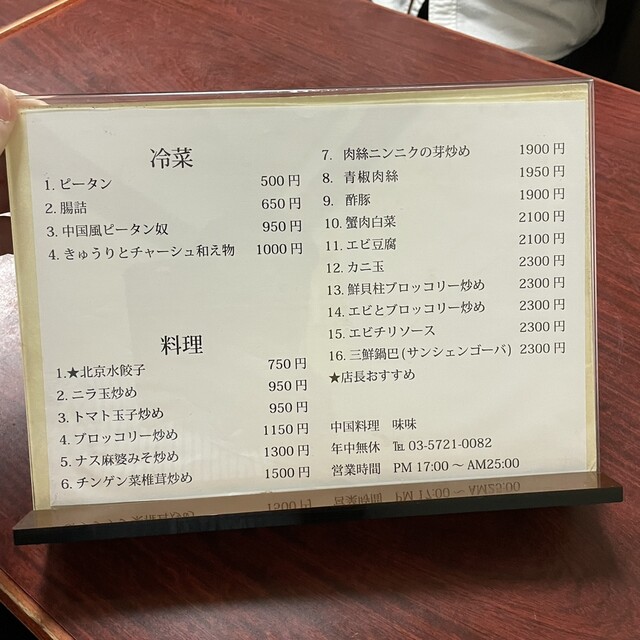 冷菜
1. ピータン 500円
2. 腸詰 650円
3. 中国風ピータン奴 950円
4. きゅうりとチャーシュ和え物 1000円
料理
1.★北京水餃子 750円
2. ニラ玉炒め 950円
3. トマト玉子炒め 950円
4. ブロッコリー炒め 1150円
5. ナス麻婆みそ炒め 1300円
6. チンゲン菜椎茸炒め 1500円
7. 肉絲ニンニクの芽炒め 1900円
8. 青椒肉絲 1950円
9. 酢豚 1900円
10. 蟹肉白菜 2100円
11. エビ豆腐 2100円
12. カニ玉 2300円
13. 鮮貝柱ブロッコリー炒め 2300円
14. エビとブロッコリー炒め 2300円
15. エビチリソース 2300円
16. 三鮮鍋巴(サンシェンゴーパ) 2300円
★店長おすすめ
中国料理 味味
年中無休 ℡ 03-5721-0082
営業時間 PM 17:00 ～ AM25:00